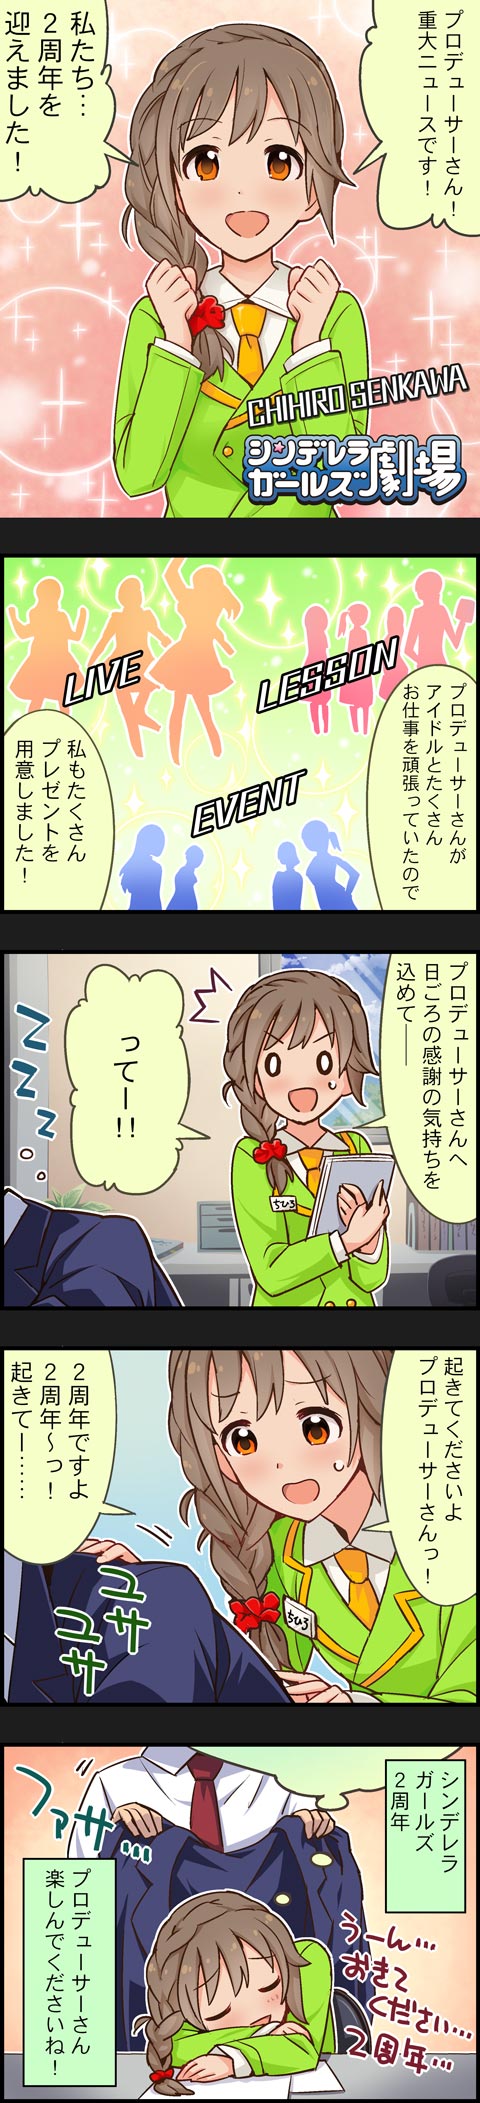 プロデューサーさん！
重大ニュースです！
私たち…
２周年を
迎えました！
CHIHIRO SENKAWA
シンデレラ
ガールズ
劇場
LIVE
LESSON
プロデューサーさんが
アイドルとたくさん
お仕事を頑張っていたので
EVENT
私もたくさん
プレゼントを
用意しました！
プロデューサーさんへ
日ごろの感謝の気持ちを
込めて――
ってー！！
ZZZ
ちひろ
起きてくださいよ
プロデューサーさんっ！
２周年ですよ
２周年～っ！
起きてー……
ちひろ
ユサ
ユサ
シンデレラ
ガールズ
２周年
ファサ…
うーん…
おきて
ください…
２周年…
プロデューサーさん
楽しんでくださいね！